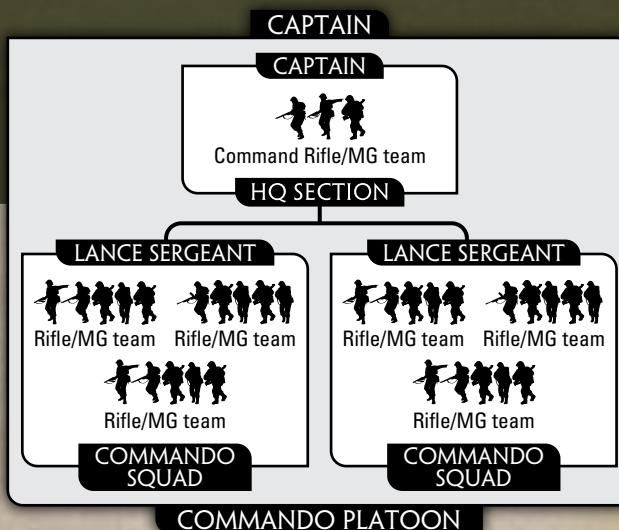 CAPTAIN
CAPTAIN
Command Rifle/MG team
HQ SECTION
LANCE SERGEANT
Rifle/MG team Rifle/MG team
Rifle/MG team
COMMANDO
SQUAD
LANCE SERGEANT
Rifle/MG team Rifle/MG team
Rifle/MG team
COMMANDO
SQUAD
COMMANDO PLATOON